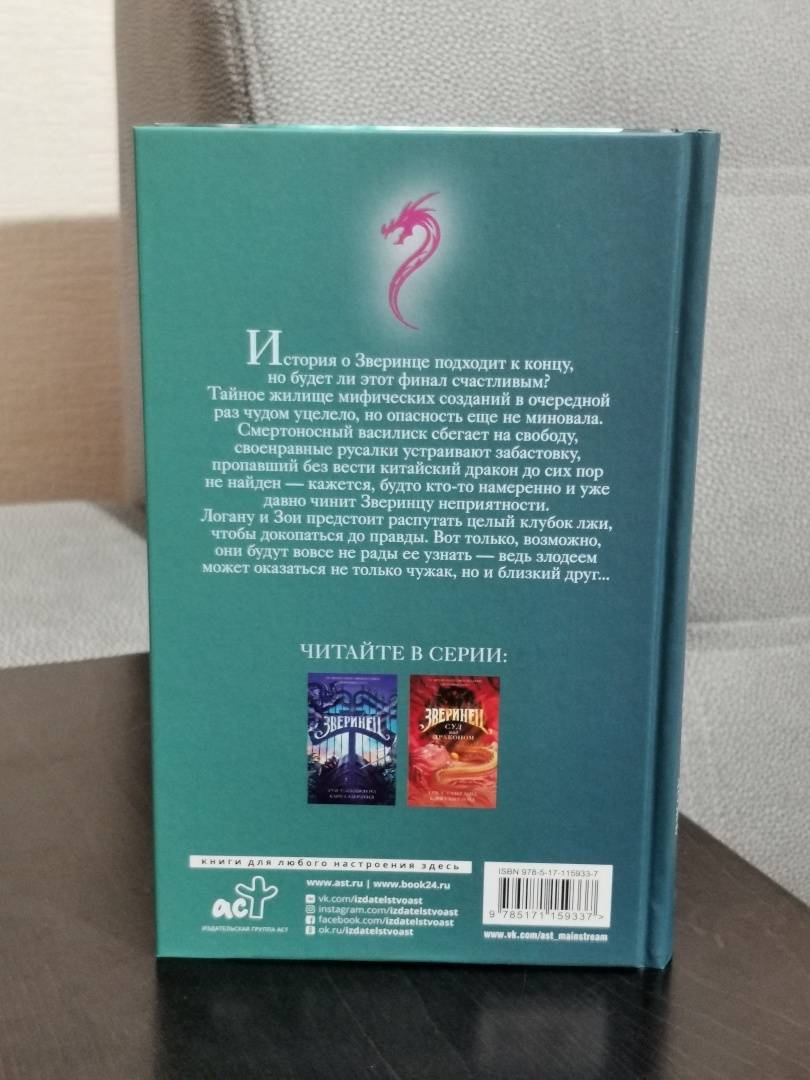 История о Зверинце подходит к концу,
но будет ли этот финал счастливым?
Тайное жилище мифических созданий в очередной
раз чудом уцелело, но опасность еще не миновала.
Смертоносный василиск сбегает на свободу,
своенравные русалки устраивают забастовку,
пропавший без вести китайский дракон до сих пор
не найден — кажется, будто кто-то намеренно и уже
давно чинит Зверинцу неприятности.
Логану и Зои предстоит распутать целый клубок лжи,
чтобы докопаться до правды. Вот только, возможно,
они будут вовсе не рады ее узнать — ведь злодеем
может оказаться не только чужак, но и близкий друг...
ЧИТАЙТЕ В СЕРИИ:
ЗВЕРИНЕЦ
ЗВЕРИНЕЦ
СУД
над
ДРАКОНОМ
книги для любого настроения здесь
аст
ИЗДАТЕЛЬСКАЯ ГРУППА АСТ
www.ast.ru | www.book24.ru
vk.com/izdatelstvoast
instagram.com/izdatelstvoast
facebook.com/izdatelstvoast
ok.ru/izdatelstvoast
ISBN 978-5-17-115933-7
9 785171 159337>
www.vk.com/ast_mainstream